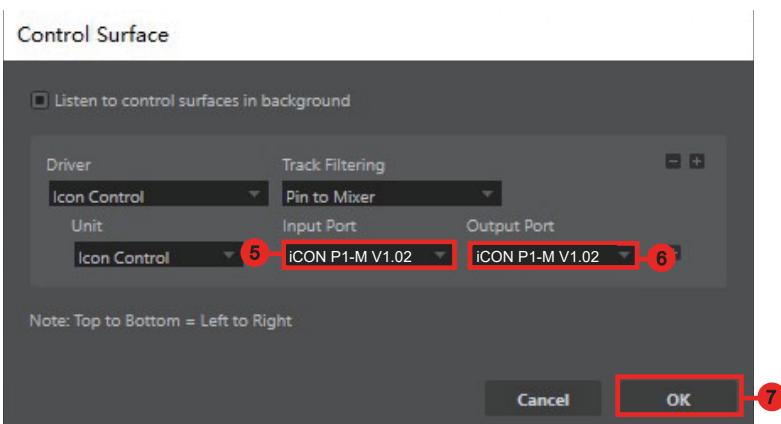 Control Surface
Listen to control surfaces in background
Driver Track Filtering
Icon Control Pin to Mixer
Unit Input Port Output Port
Icon Control 5 iCON P1-M V1.02 iCON P1-M V1.02 6
Note: Top to Bottom = Left to Right
Cancel OK 7